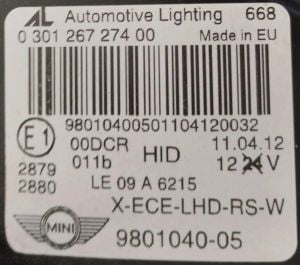 AL Automotive Lighting 668
0 301 267 274 00 Made in EU
98010400501104120032
E1 00DCR HID 11.04.12
011b 12 24 V
2879
2880 LE 09 A 6215
X-ECE-LHD-RS-W
MINI 9801040-05